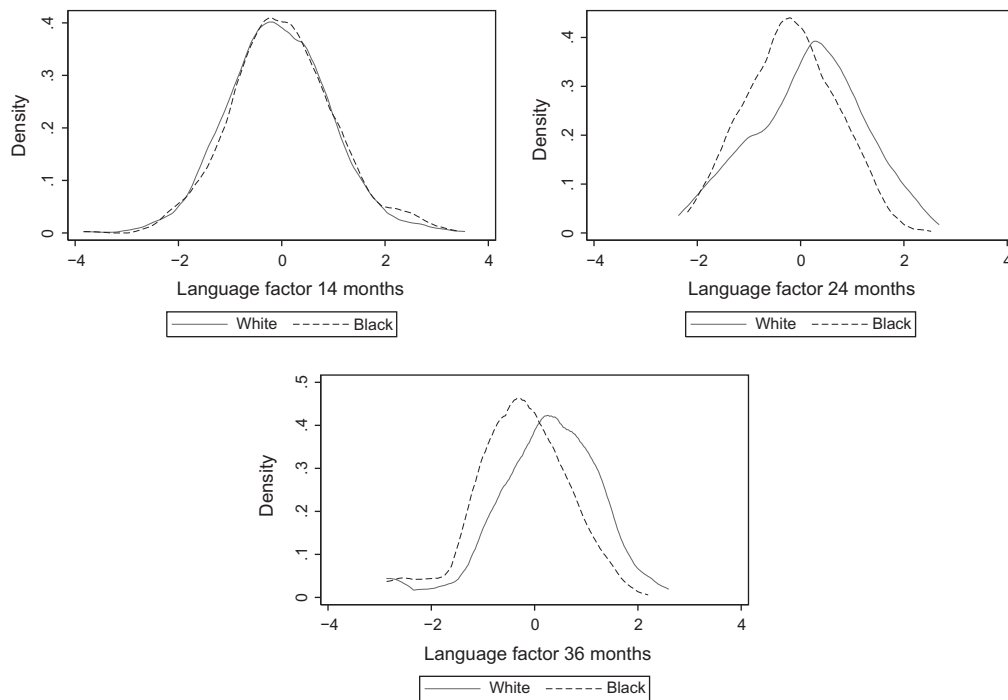 .4
.3
.2
.1
0
Density
−4 −2 0 2 4
Language factor 14 months
White Black
.4
.3
.2
.1
0
Density
−4 −2 0 2 4
Language factor 24 months
White Black
.5
.4
.3
.2
.1
0
Density
−4 −2 0 2 4
Language factor 36 months
White Black